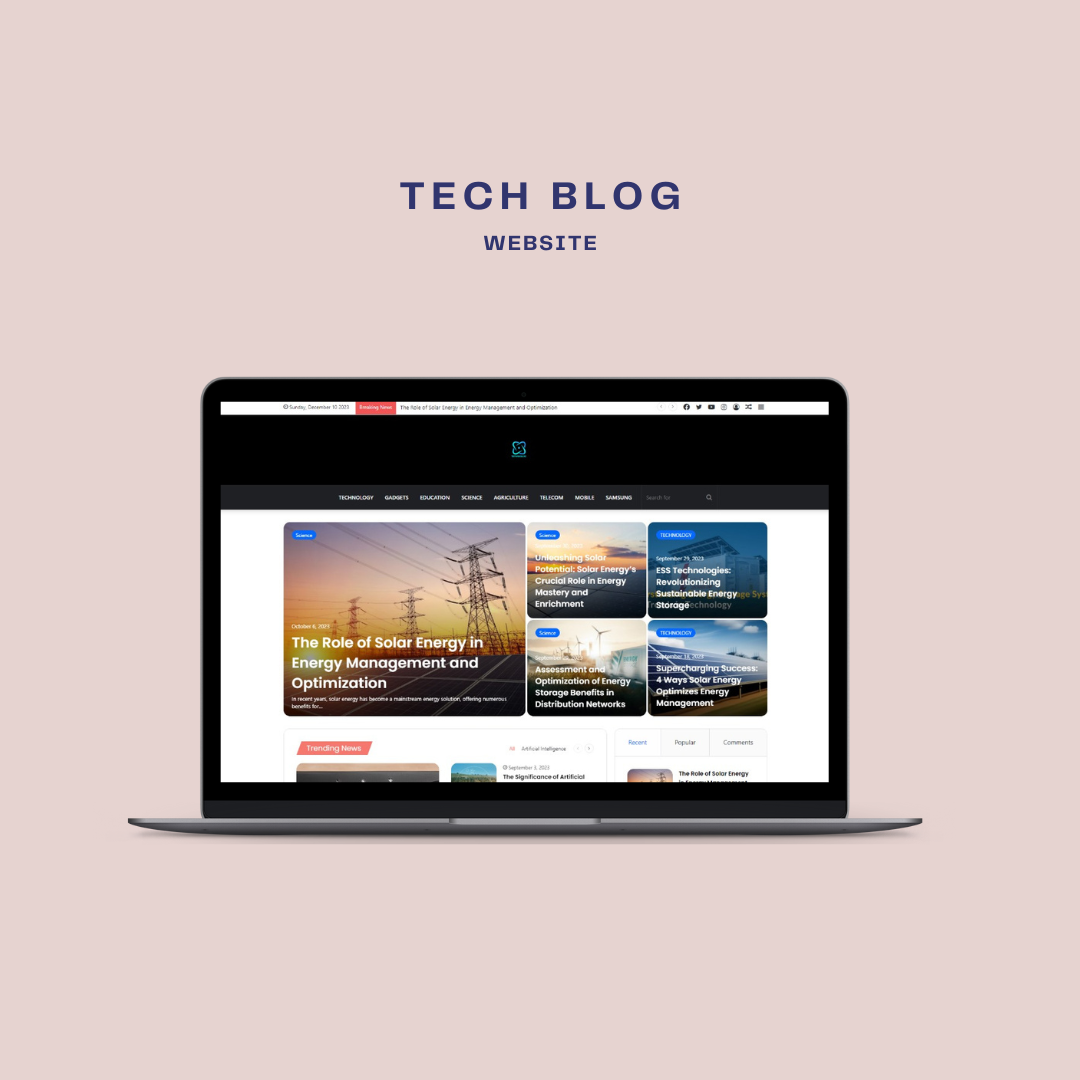 TECH BLOG
WEBSITE
Sunday, December 10 2023 Breaking News The Role of Solar Energy in Energy Management and Optimization
TECHNOLOGY GADGETS EDUCATION SCIENCE AGRICULTURE TELECOM MOBILE SAMSUNG Search for
Science
October 6, 2023
The Role of Solar Energy in
Energy Management and
Optimization
In recent years, solar energy has become a mainstream energy solution, offering numerous
benefits for...
Science
Unleashing Solar
Potential: Solar Energy's
Crucial Role in Energy
Mastery and
Enrichment
TECHNOLOGY
September 29, 2023
ESS Technologies:
Revolutionizing
Sustainable Energy
Storage
Technology
Science
Assessment and
Optimization of Energy
Storage Benefits in
Distribution Networks
TECHNOLOGY
Supercharging Success:
4 Ways Solar Energy
Optimizes Energy
Management
Trending News
All Artificial Intelligence
September 3, 2023
The Significance of Artificial
Recent Popular Comments
The Role of Solar Energy
in Energy Management